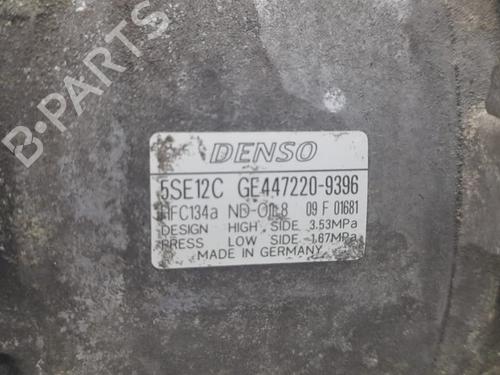 B-PARTS
DENSO
5SE12C GE447220-9396
HFC134a ND-OIL8 09 F 01681
DESIGN HIGH SIDE 3.53MPa
PRESS LOW SIDE 1.67MPa
MADE IN GERMANY
B-PARTS